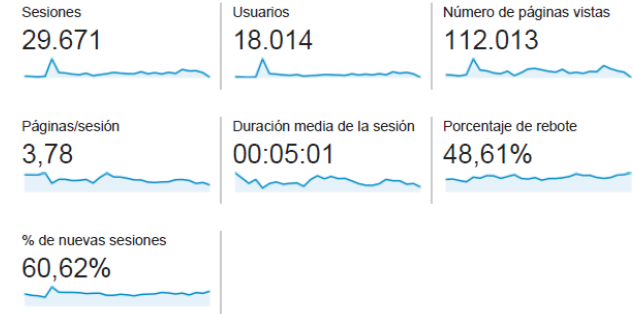 Sesiones
29.671
Usuarios
18.014
Número de páginas vistas
112.013
Páginas/sesión
3,78
Duración media de la sesión
00:05:01
Porcentaje de rebote
48,61%
% de nuevas sesiones
60,62%